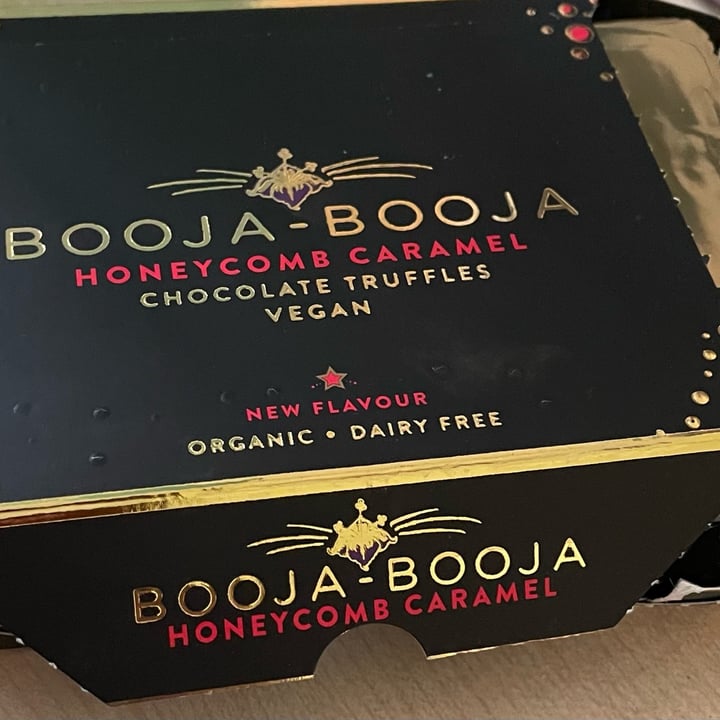 BOOJA-BOOJA
HONEYCOMB CARAMEL
CHOCOLATE TRUFFLES
VEGAN
NEW FLAVOUR
ORGANIC • DAIRY FREE
BOOJA-BOOJA
HONEYCOMB CARAMEL